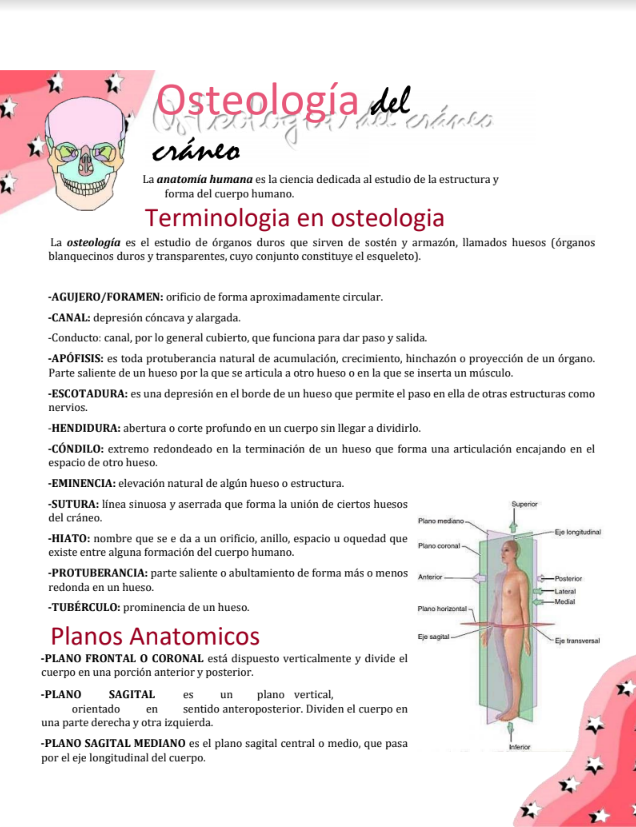 Osteología del
cráneo
La anatomía humana es la ciencia dedicada al estudio de la estructura y
forma del cuerpo humano.
Terminologia en osteologia
La osteología es el estudio de órganos duros que sirven de sostén y armazón, llamados huesos (órganos
blanquecinos duros y transparentes, cuyo conjunto constituye el esqueleto).
-AGUJERO/FORAMEN: orificio de forma aproximadamente circular.
-CANAL: depresión cóncava y alargada.
-Conducto: canal, por lo general cubierto, que funciona para dar paso y salida.
-APÓFISIS: es toda protuberancia natural de acumulación, crecimiento, hinchazón o proyección de un órgano.
Parte saliente de un hueso por la que se articula a otro hueso o en la que se inserta un músculo.
-ESCOTADURA: es una depresión en el borde de un hueso que permite el paso en ella de otras estructuras como
nervios.
-HENDIDURA: abertura o corte profundo en un cuerpo sin llegar a dividirlo.
-CÓNDILO: extremo redondeado en la terminación de un hueso que forma una articulación encajando en el
espacio de otro hueso.
-EMINENCIA: elevación natural de algún hueso o estructura.
-SUTURA: línea sinuosa y aserrada que forma la unión de ciertos huesos
del cráneo.
-HIATO: nombre que se e da a un orificio, anillo, espacio u oquedad que
existe entre alguna formación del cuerpo humano.
-PROTUBERANCIA: parte saliente o abultamiento de forma más o menos
redonda en un hueso.
-TUBÉRCULO: prominencia de un hueso.
Planos Anatomicos
-PLANO FRONTAL O CORONAL está dispuesto verticalmente y divide el
cuerpo en una porción anterior y posterior.
-PLANO SAGITAL es un plano vertical,
orientado en sentido anteroposterior. Dividen el cuerpo en
una parte derecha y otra izquierda.
-PLANO SAGITAL MEDIANO es el plano sagital central o medio, que pasa
por el eje longitudinal del cuerpo.
Superior
Plano mediano
Eje longitudinal
Plano coronal
Anterior
Posterior
Lateral
Medial
Plano horizontal
Eje sagital
Eje transversal
Inferior